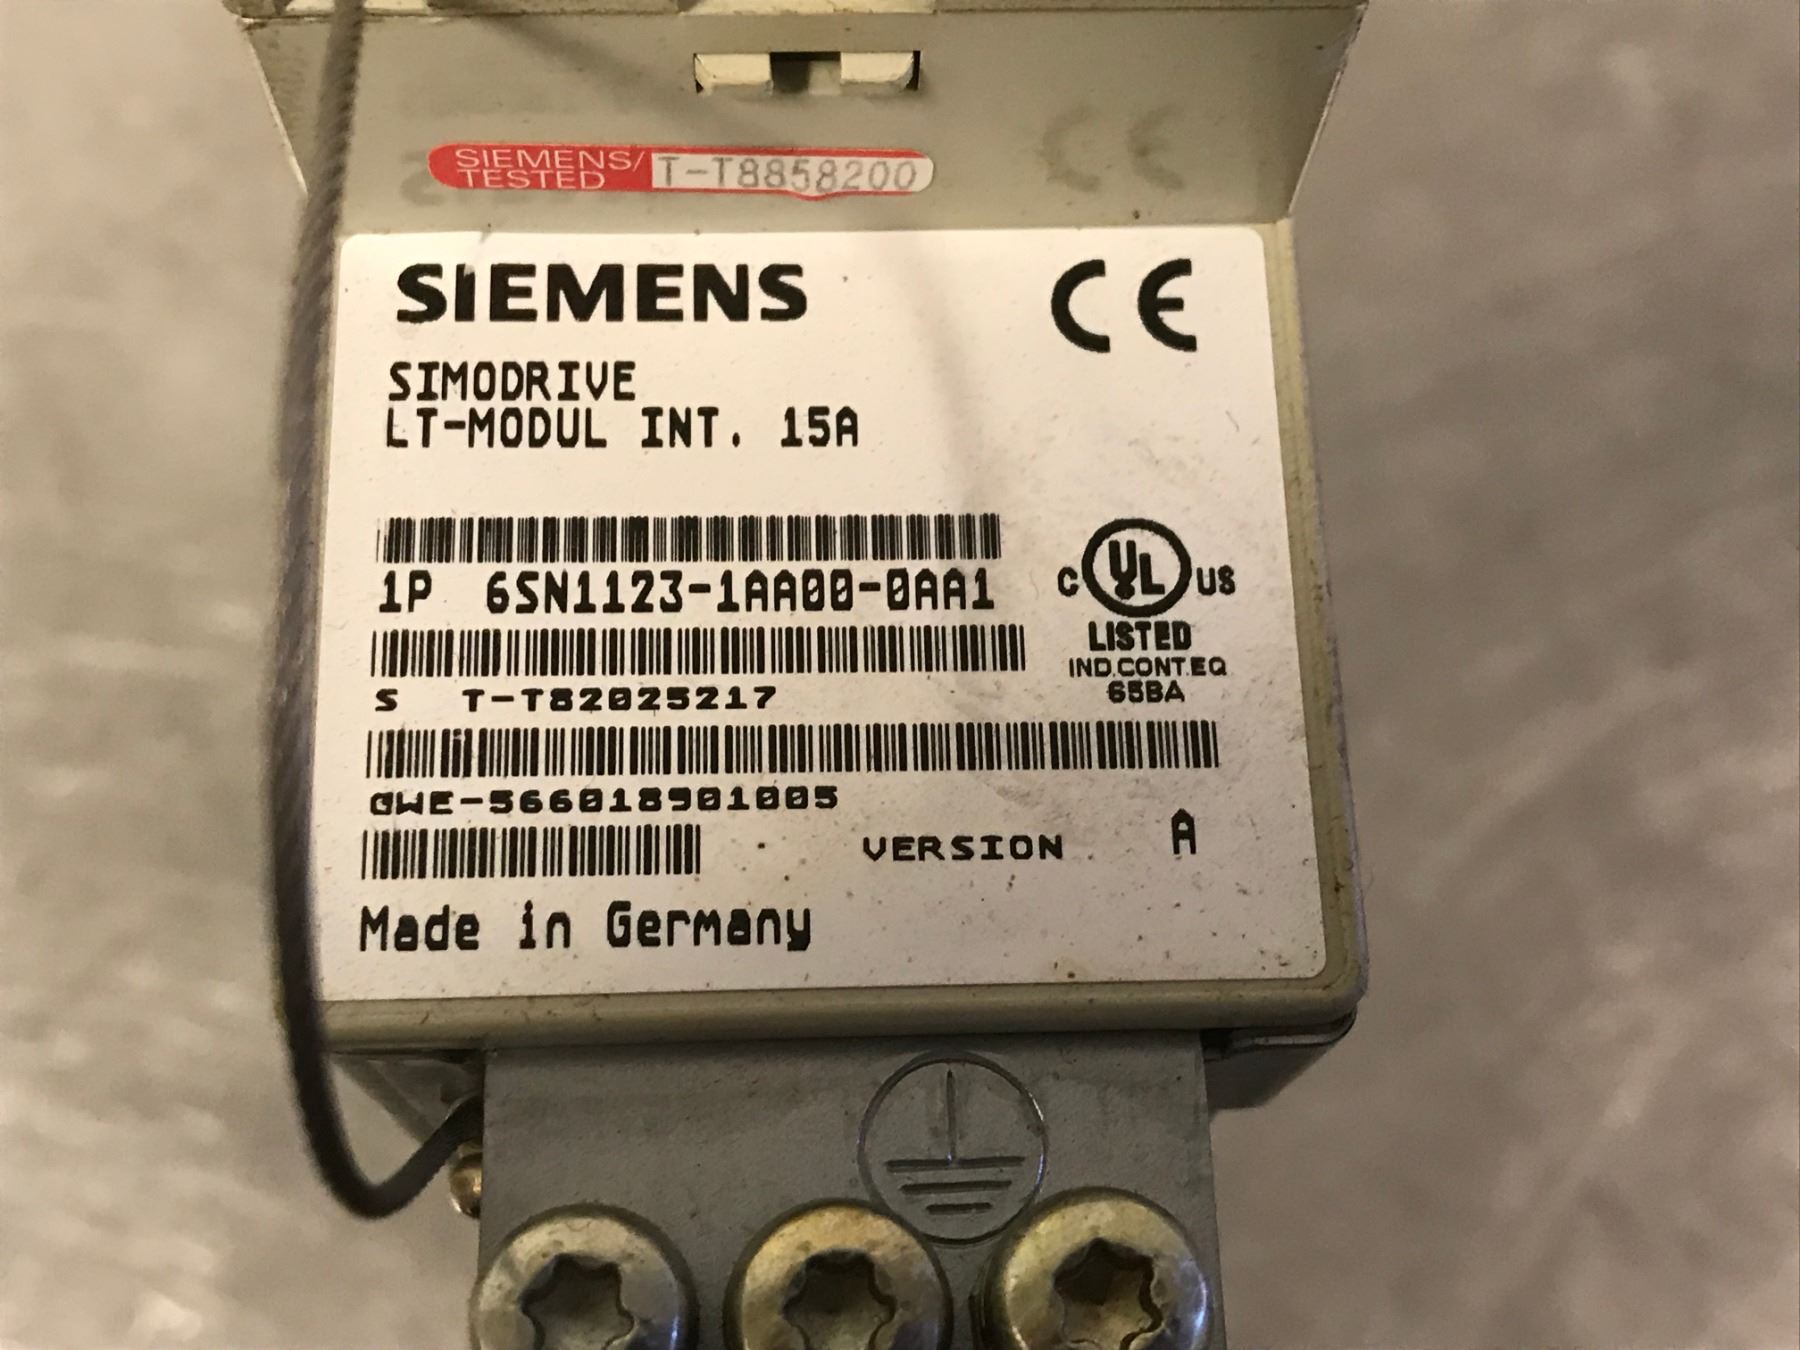 SIEMENS/
TESTED T-T8858200
SIEMENS CE
SIMODRIVE
LT-MODUL INT. 15A
1P 6SN1123-1AA00-0AA1
C UL US
LISTED
IND.CONT.EQ
65BA
S T-T82025217
GWE-566018901005
VERSION A
Made in Germany